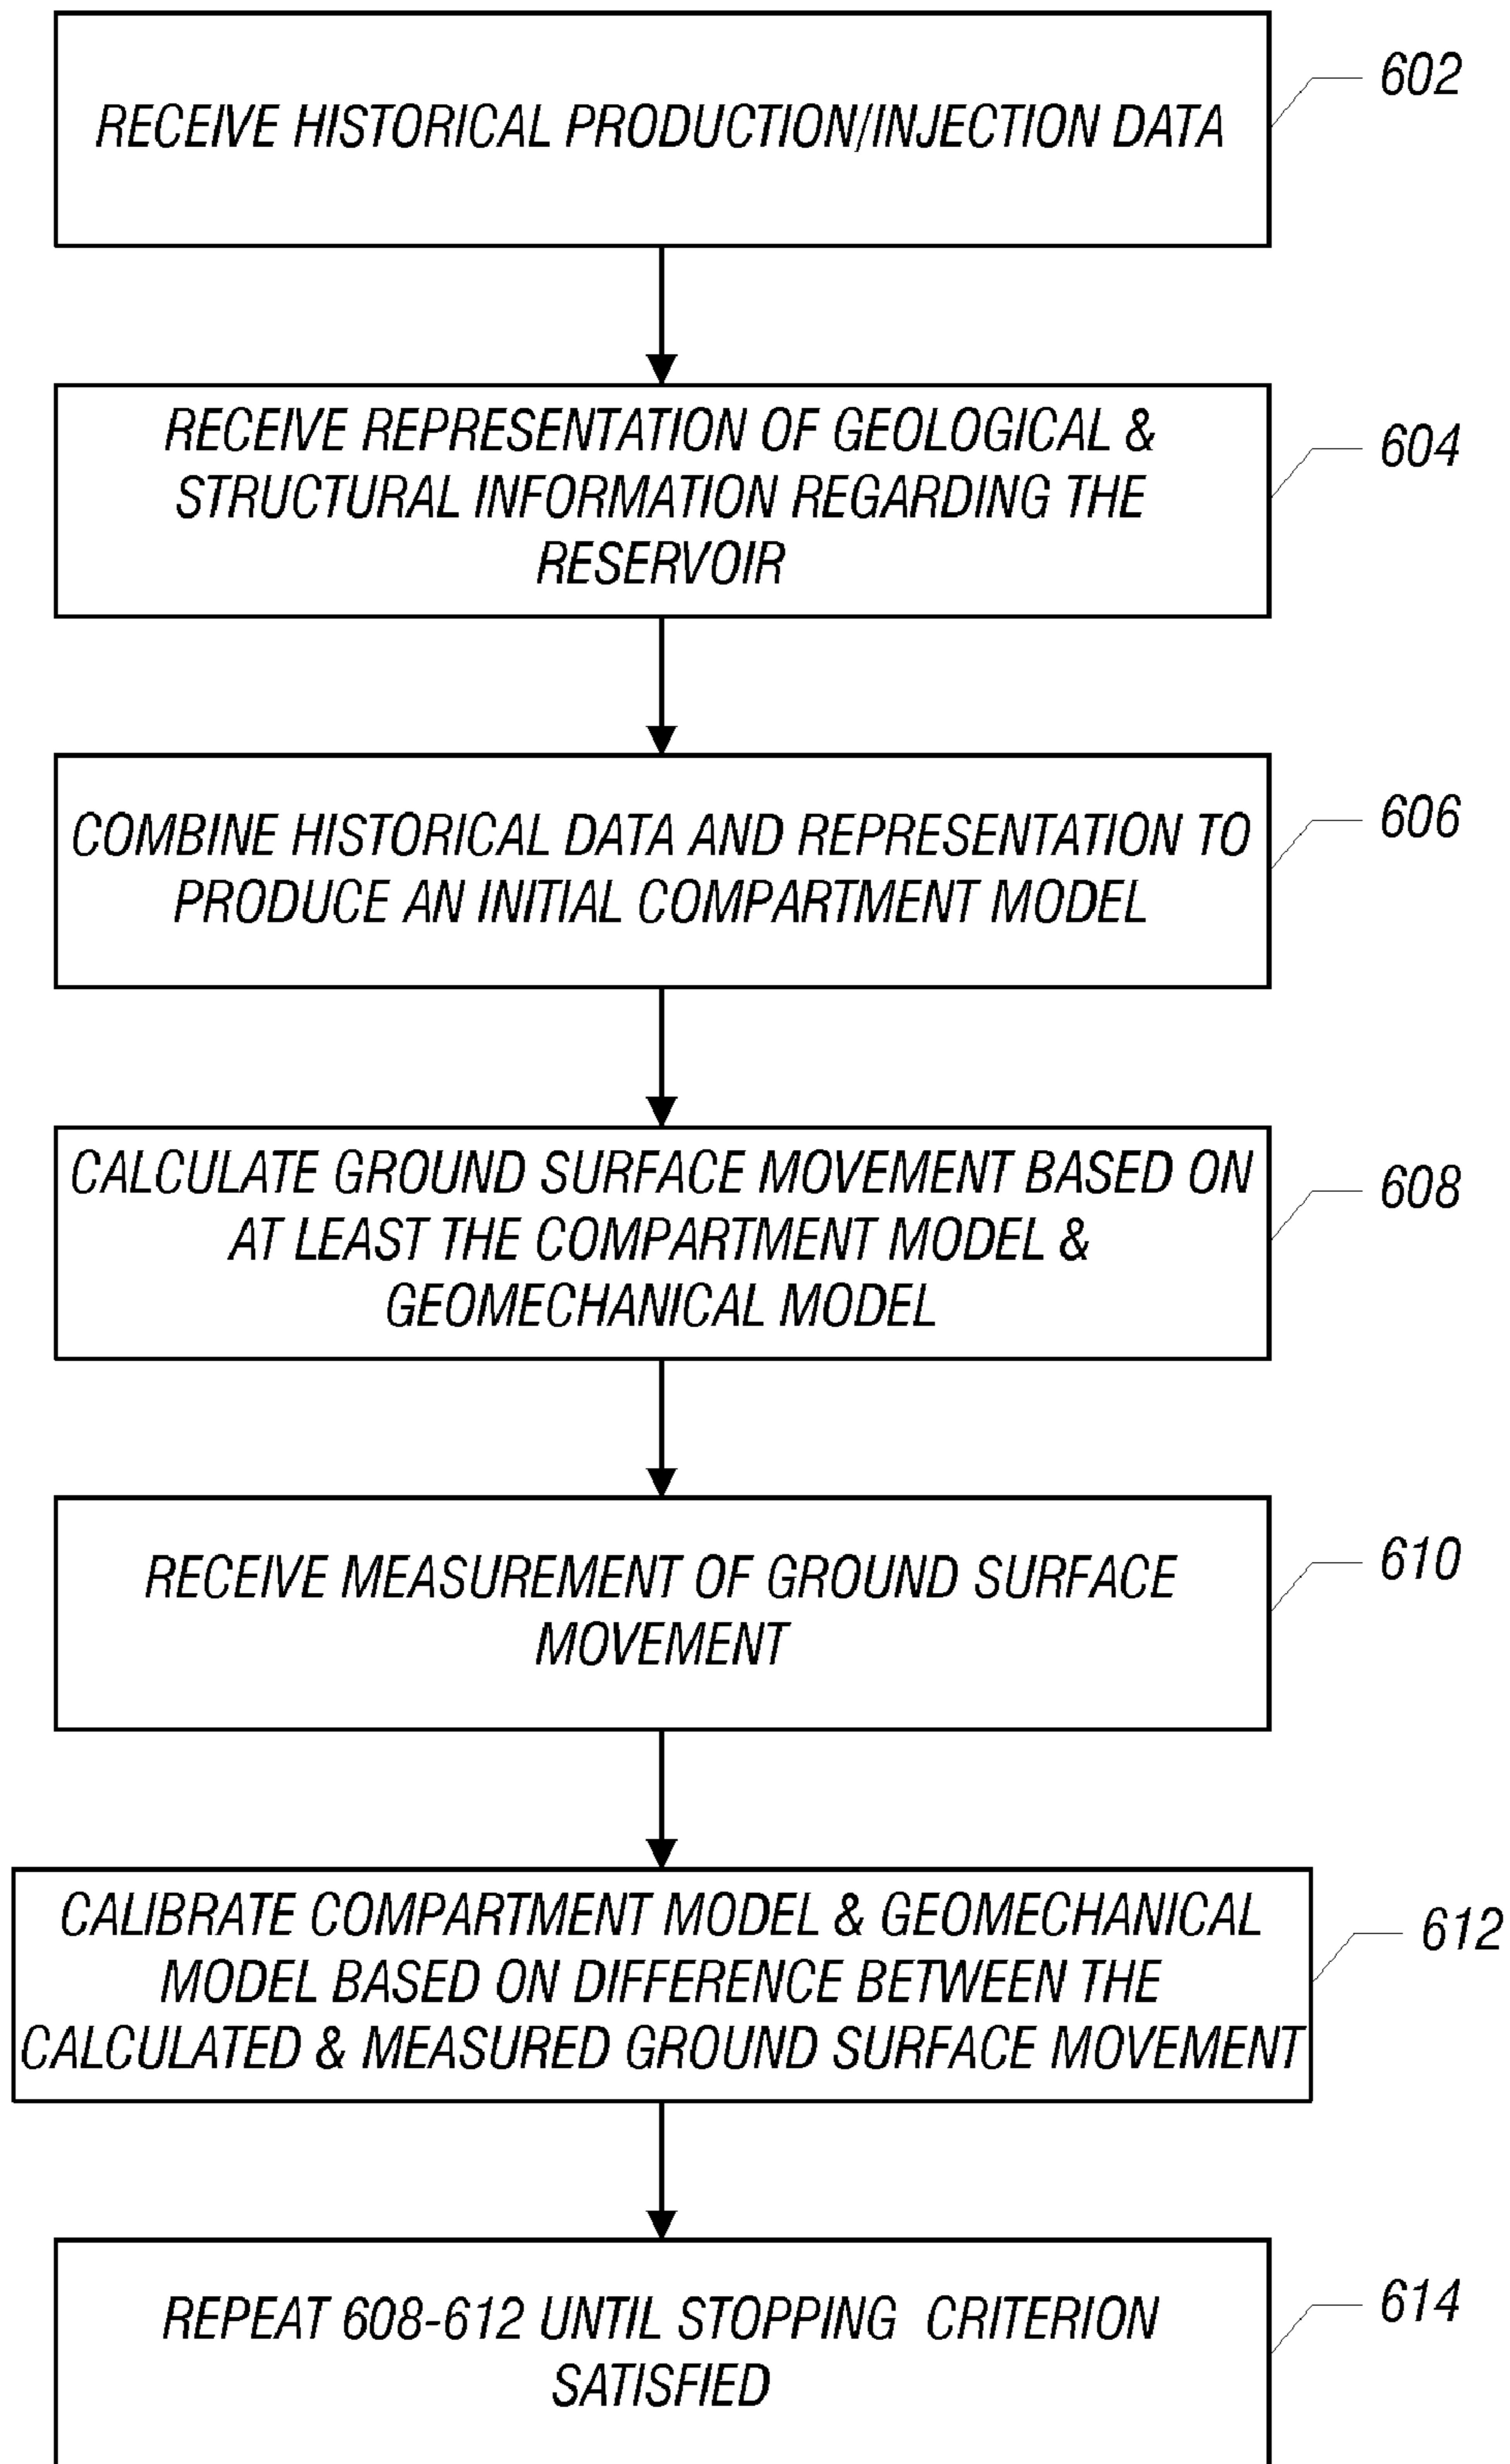 RECEIVE HISTORICAL PRODUCTION/INJECTION DATA
602
RECEIVE REPRESENTATION OF GEOLOGICAL &
STRUCTURAL INFORMATION REGARDING THE
RESERVOIR
604
COMBINE HISTORICAL DATA AND REPRESENTATION TO
PRODUCE AN INITIAL COMPARTMENT MODEL
606
CALCULATE GROUND SURFACE MOVEMENT BASED ON
AT LEAST THE COMPARTMENT MODEL &
GEOMECHANICAL MODEL
608
RECEIVE MEASUREMENT OF GROUND SURFACE
MOVEMENT
610
CALIBRATE COMPARTMENT MODEL & GEOMECHANICAL
MODEL BASED ON DIFFERENCE BETWEEN THE
CALCULATED & MEASURED GROUND SURFACE MOVEMENT
612
REPEAT 608-612 UNTIL STOPPING CRITERION
SATISFIED
614